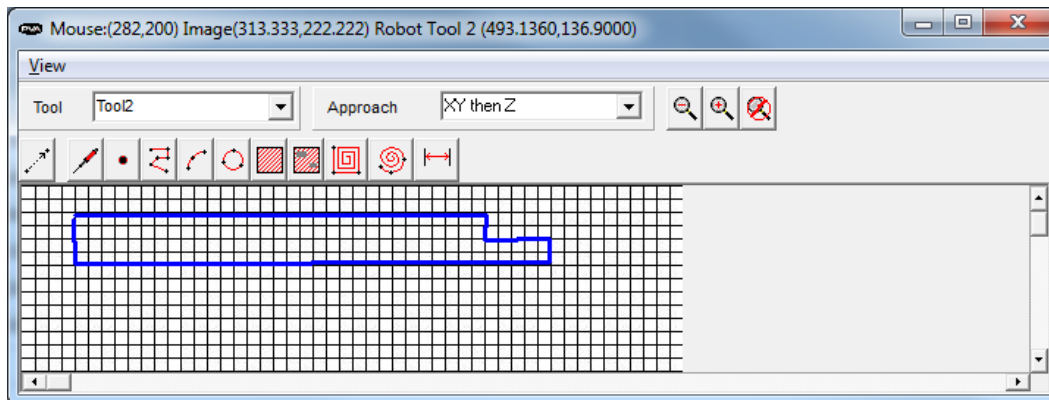 PVA Mouse:(282,200) Image(313.333,222.222) Robot Tool 2 (493.1360,136.9000)
View
Tool Tool2 Approach XY then Z